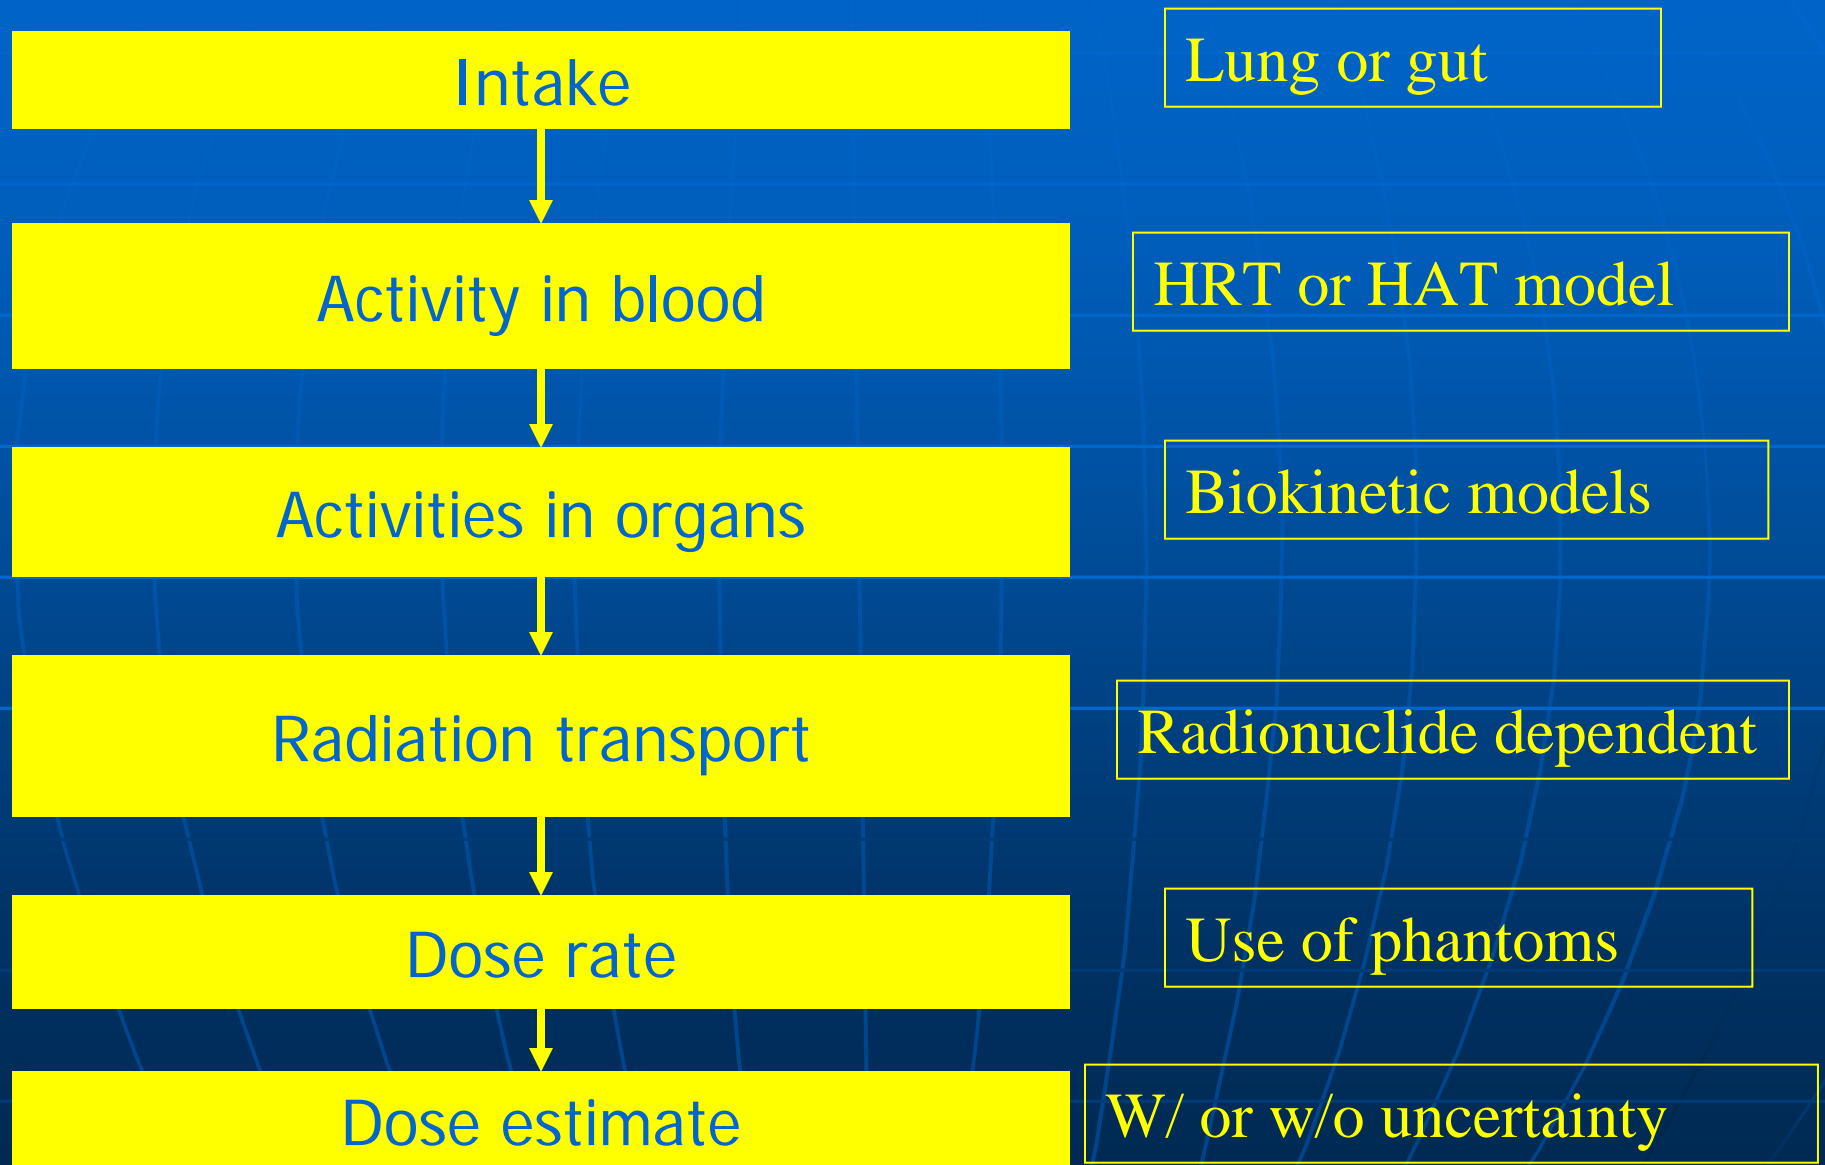 Intake
Lung or gut
Activity in blood
HRT or HAT model
Activities in organs
Biokinetic models
Radiation transport
Radionuclide dependent
Dose rate
Use of phantoms
Dose estimate
W/ or w/o uncertainty